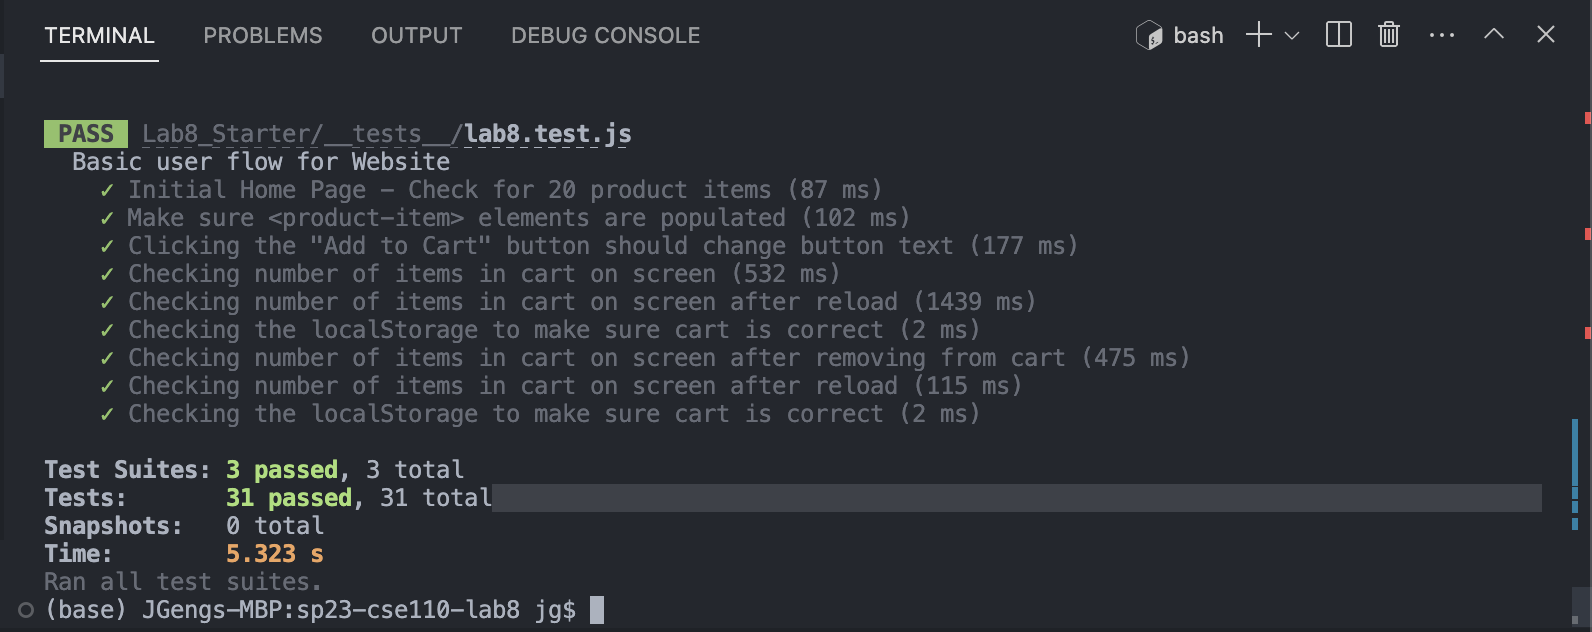 TERMINAL PROBLEMS OUTPUT DEBUG CONSOLE bash
PASS Lab8_Starter/__tests__/lab8.test.js
Basic user flow for Website
✓ Initial Home Page - Check for 20 product items (87 ms)
✓ Make sure <product-item> elements are populated (102 ms)
✓ Clicking the "Add to Cart" button should change button text (177 ms)
✓ Checking number of items in cart on screen (532 ms)
✓ Checking number of items in cart on screen after reload (1439 ms)
✓ Checking the localStorage to make sure cart is correct (2 ms)
✓ Checking number of items in cart on screen after removing from cart (475 ms)
✓ Checking number of items in cart on screen after reload (115 ms)
✓ Checking the localStorage to make sure cart is correct (2 ms)
Test Suites: 3 passed, 3 total
Tests: 31 passed, 31 total
Snapshots: 0 total
Time: 5.323 s
Ran all test suites.
(base) JGengs-MBP:sp23-cse110-lab8 jg$